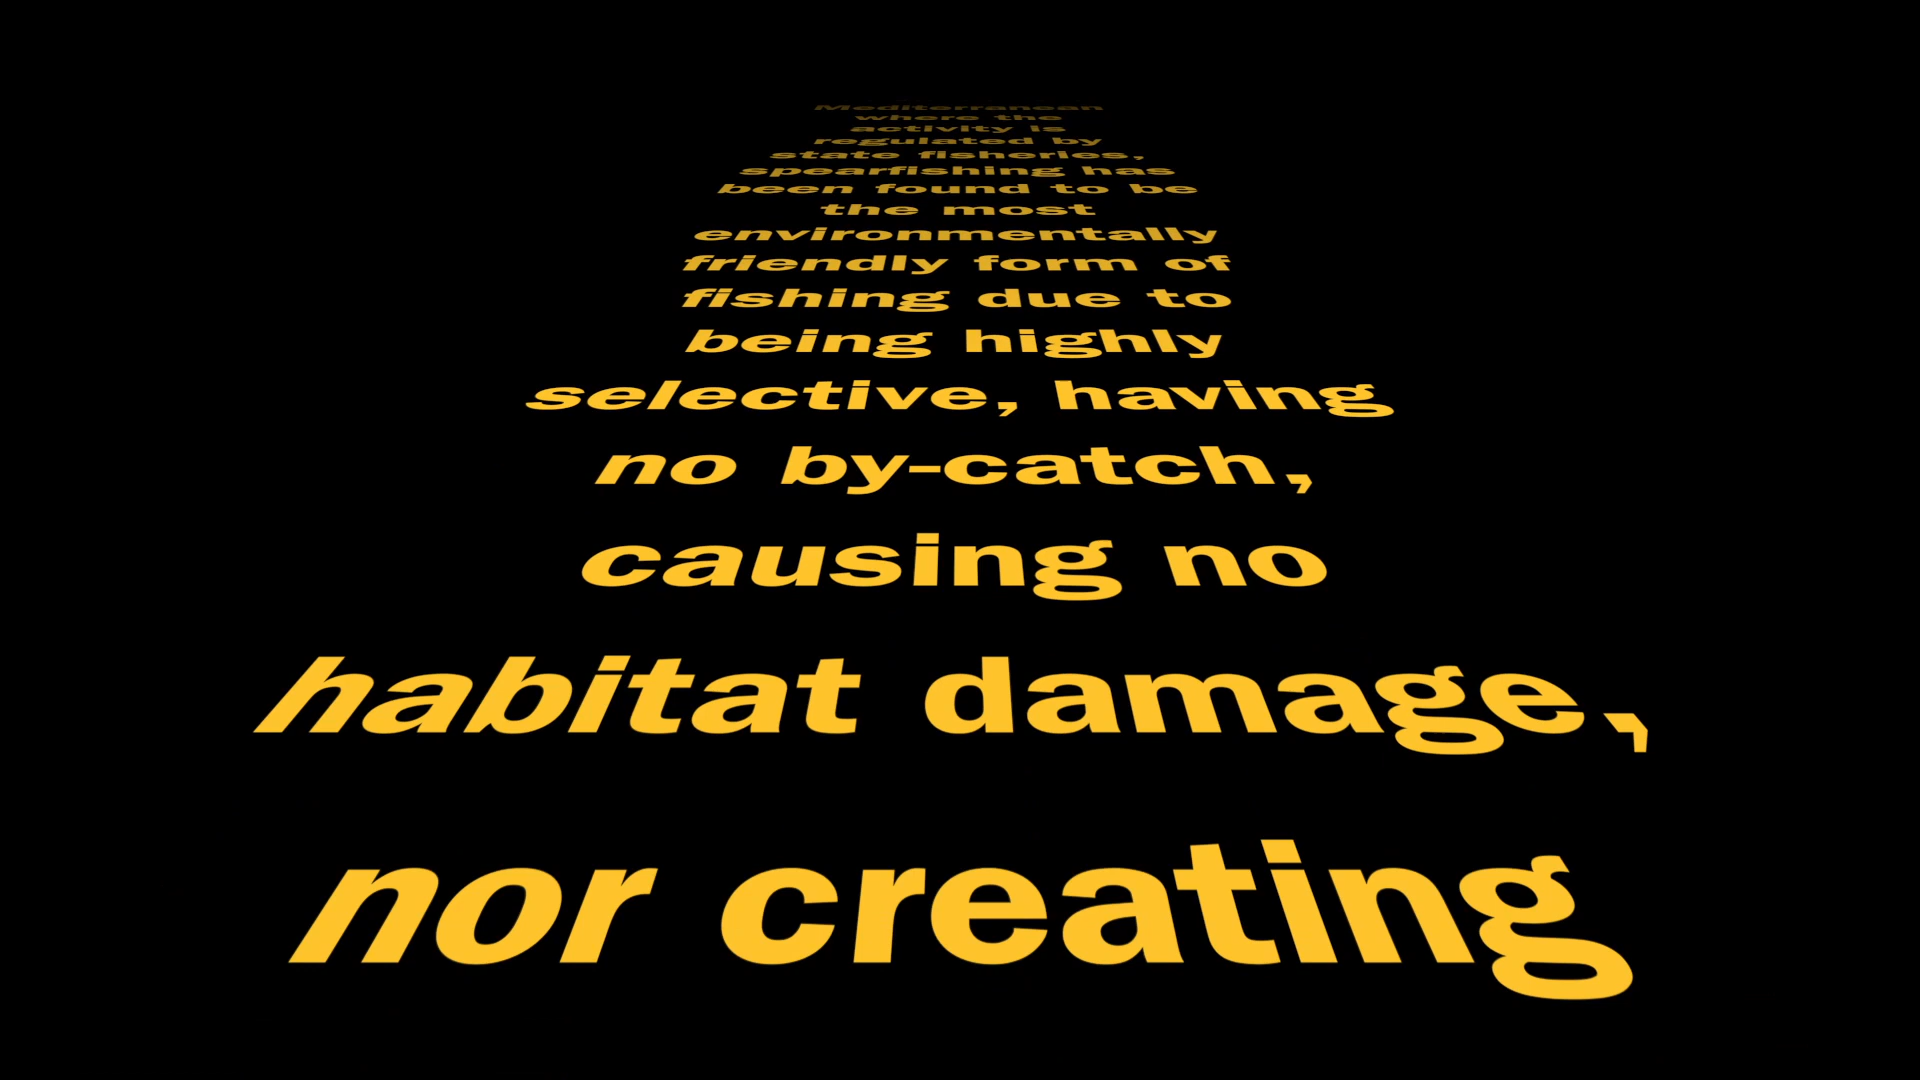 Mediterranean
where the
activity is
regulated by
state fisheries,
spearfishing has
been found to be
the most
environmentally
friendly form of
fishing due to
being highly
selective, having
no by-catch,
causing no
habitat damage,
nor creating